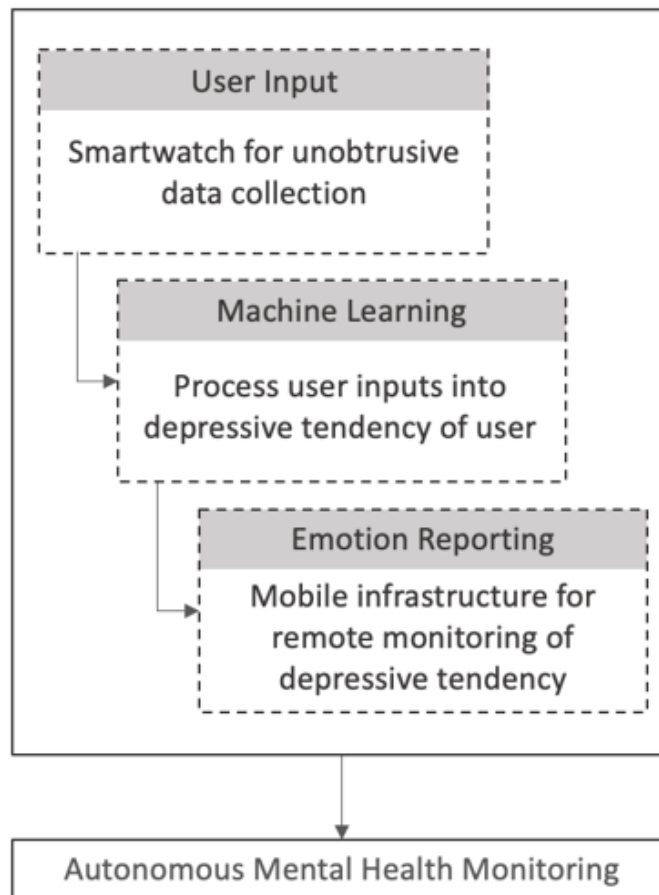 User Input
Smartwatch for unobtrusive
data collection
Machine Learning
Process user inputs into
depressive tendency of user
Emotion Reporting
Mobile infrastructure for
remote monitoring of
depressive tendency
Autonomous Mental Health Monitoring